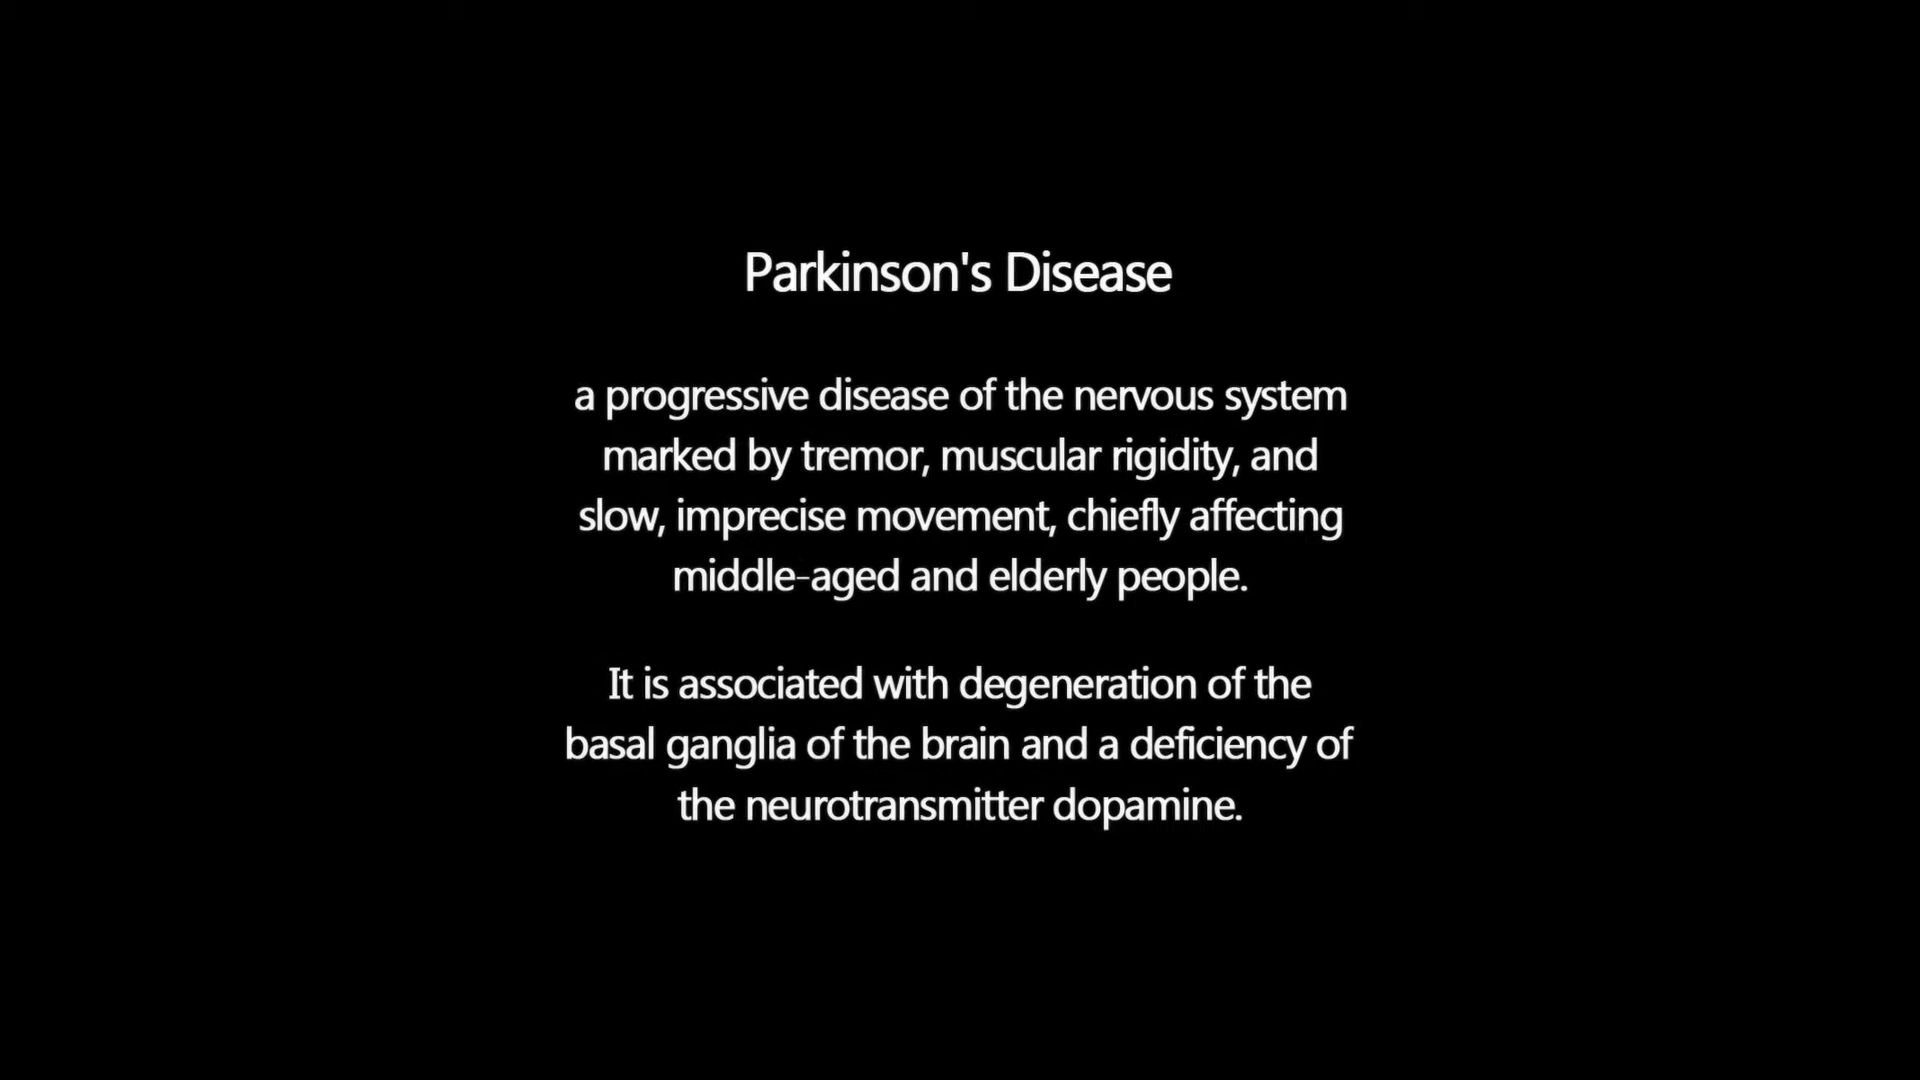 Parkinson's Disease
a progressive disease of the nervous system
marked by tremor, muscular rigidity, and
slow, imprecise movement, chiefly affecting
middle-aged and elderly people.
It is associated with degeneration of the
basal ganglia of the brain and a deficiency of
the neurotransmitter dopamine.